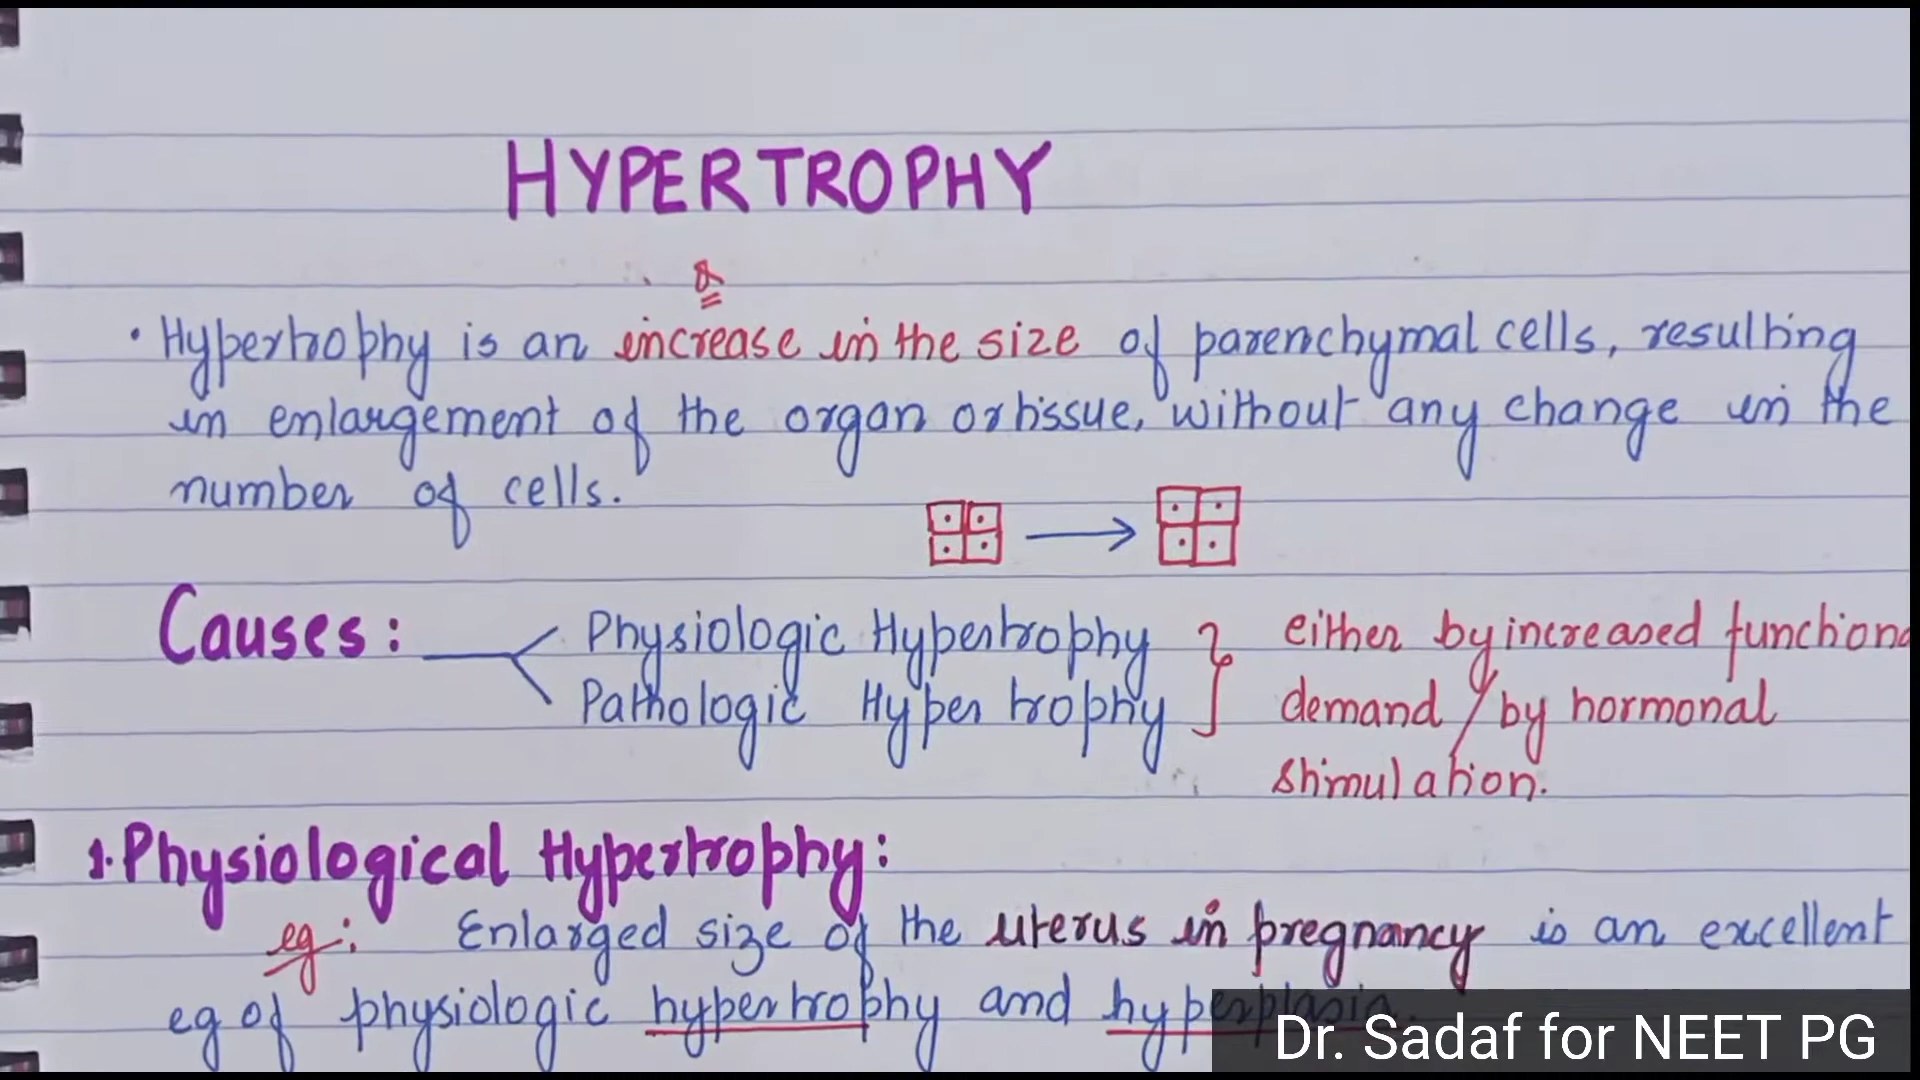 HYPERTROPHY
• Hypertrophy is an increase in the size of parenchymal cells, resulting
in enlargement of the organ or tissue, without any change in the
number of cells.
Causes: Physiologic Hypertrophy either by increased function
Pathologic Hypertrophy demand / by hormonal
stimulation.
1. Physiological Hypertrophy:
eg: Enlarged size of the uterus in pregnancy is an excellent
eg of physiologic hypertrophy and hyperplasia.
Dr. Sadaf for NEET PG